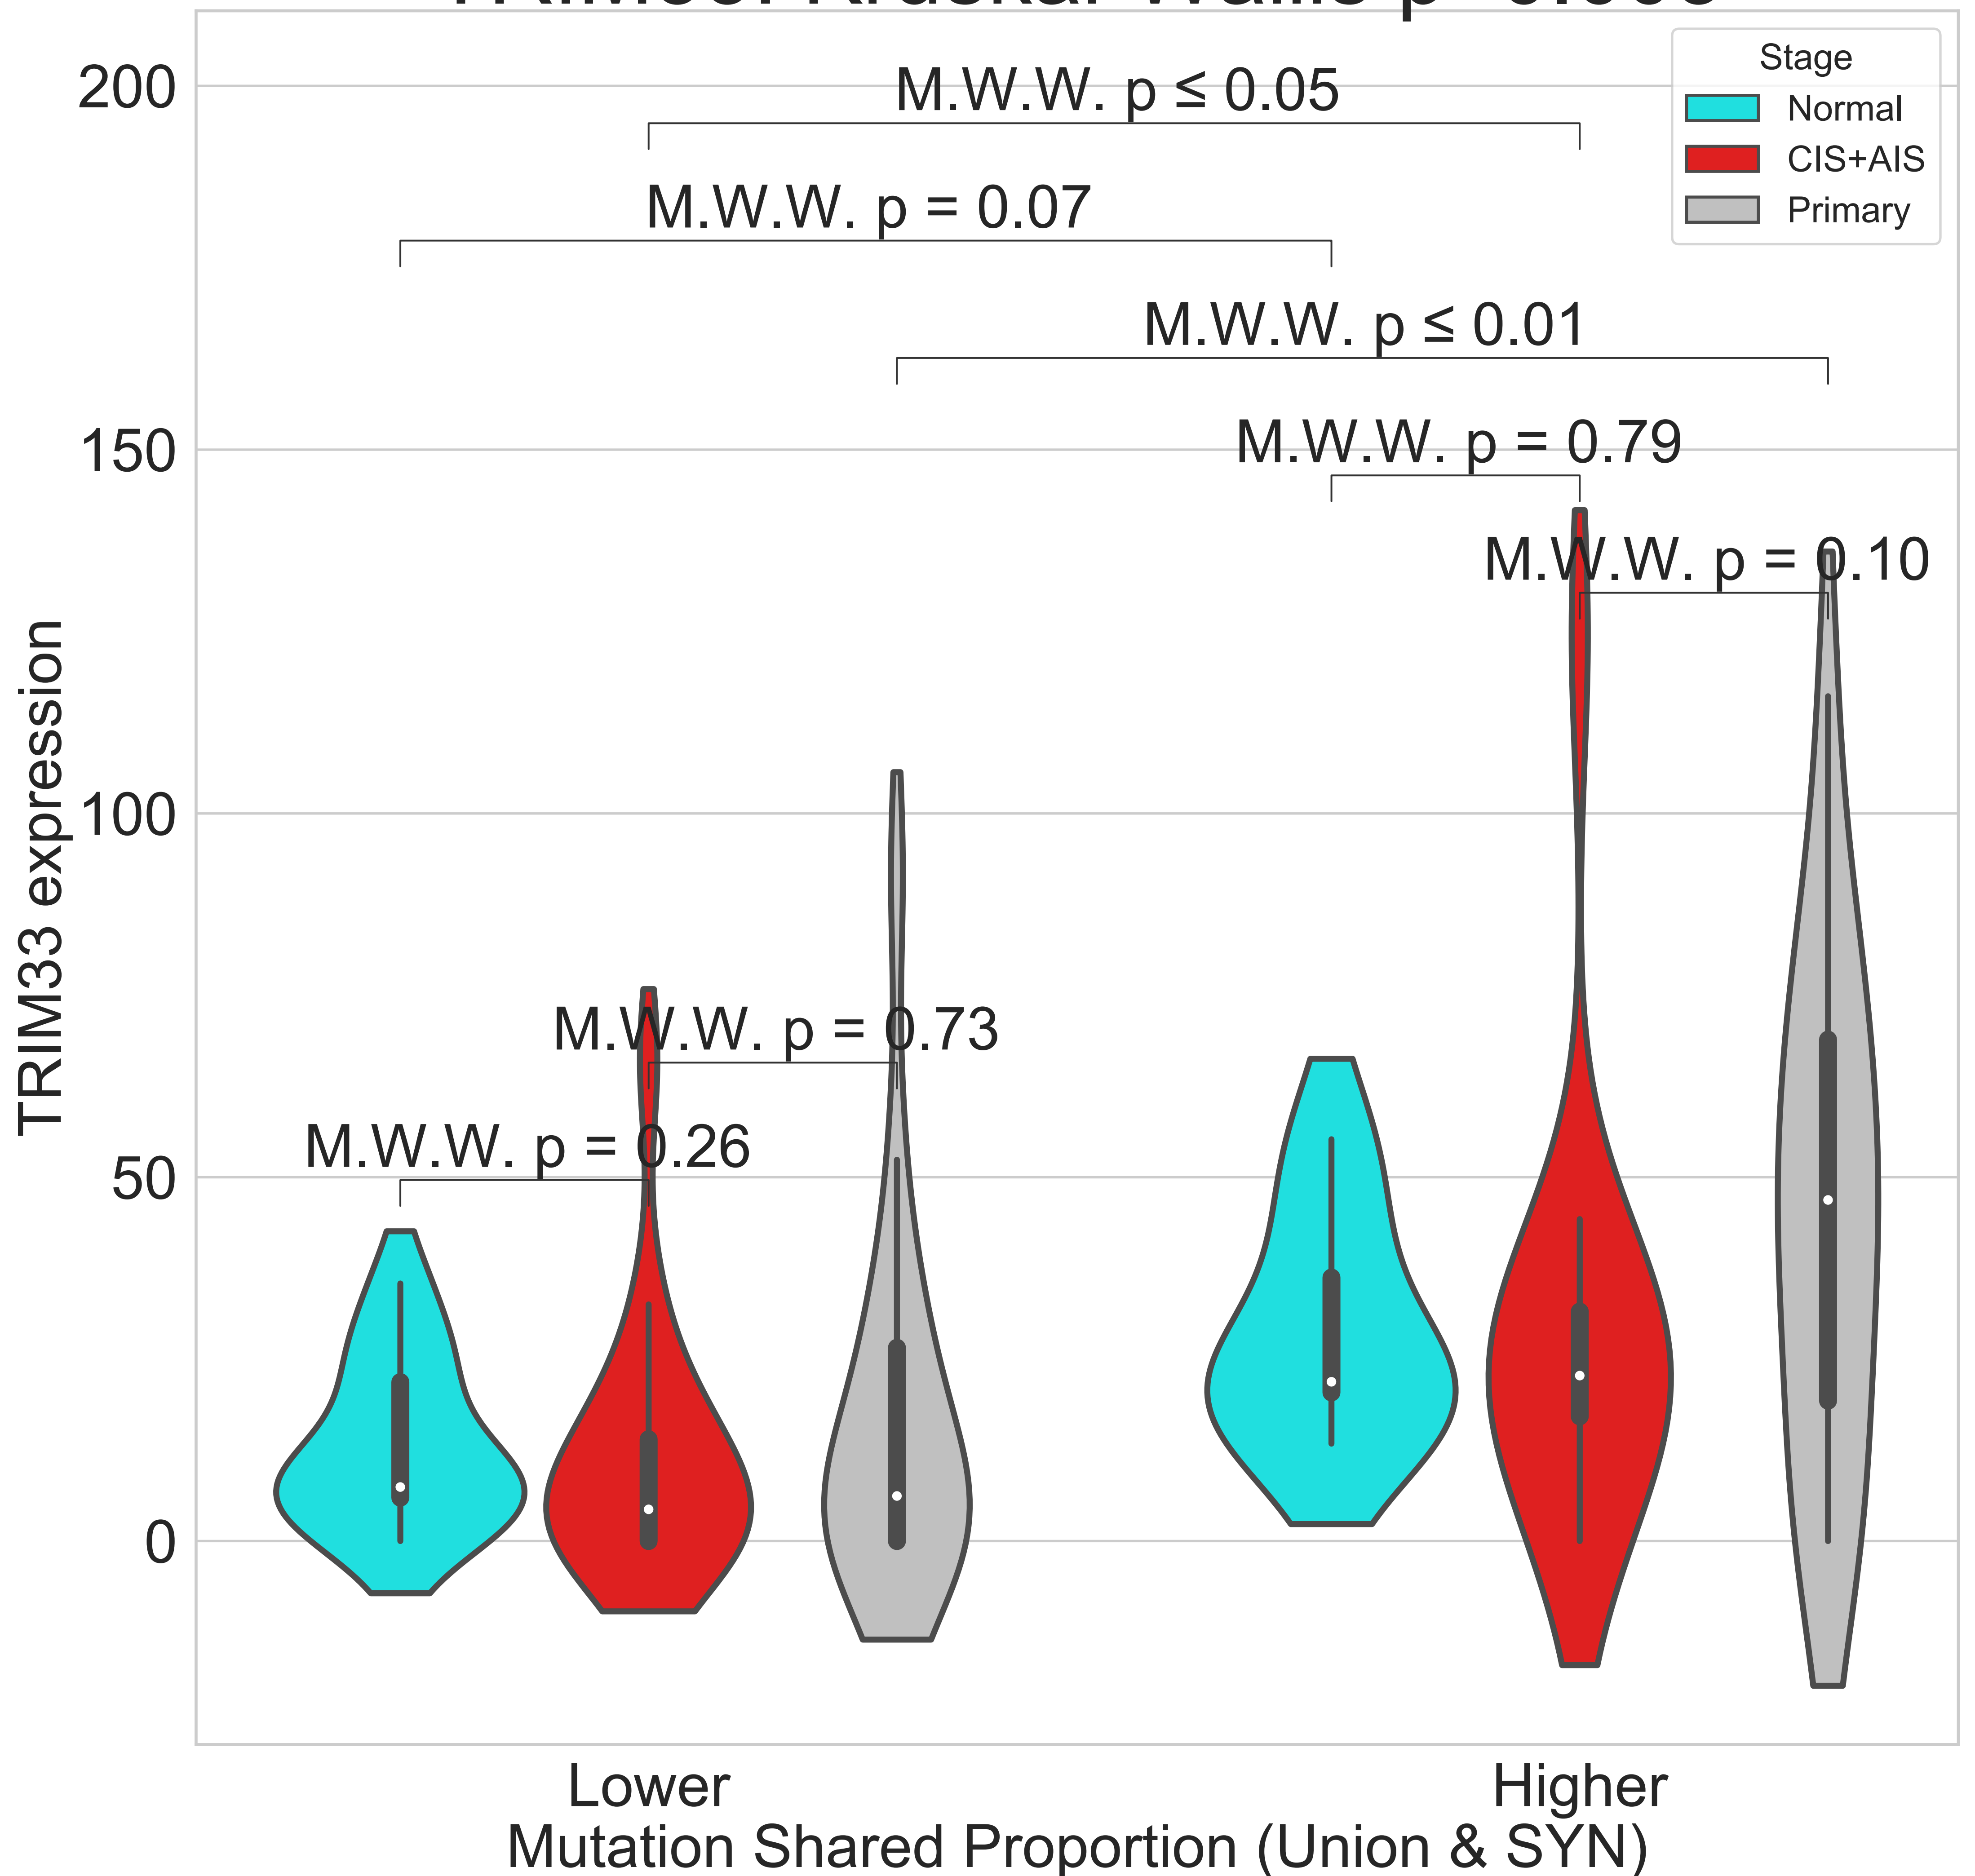 200
150
100
50
0
TRIM33 expression
M.W.W. p ≤ 0.05
M.W.W. p = 0.07
M.W.W. p ≤ 0.01
M.W.W. p = 0.79
M.W.W. p = 0.10
M.W.W. p = 0.73
M.W.W. p = 0.26
Stage
Normal
CIS+AIS
Primary
Lower
Higher
Mutation Shared Proportion (Union & SYN)